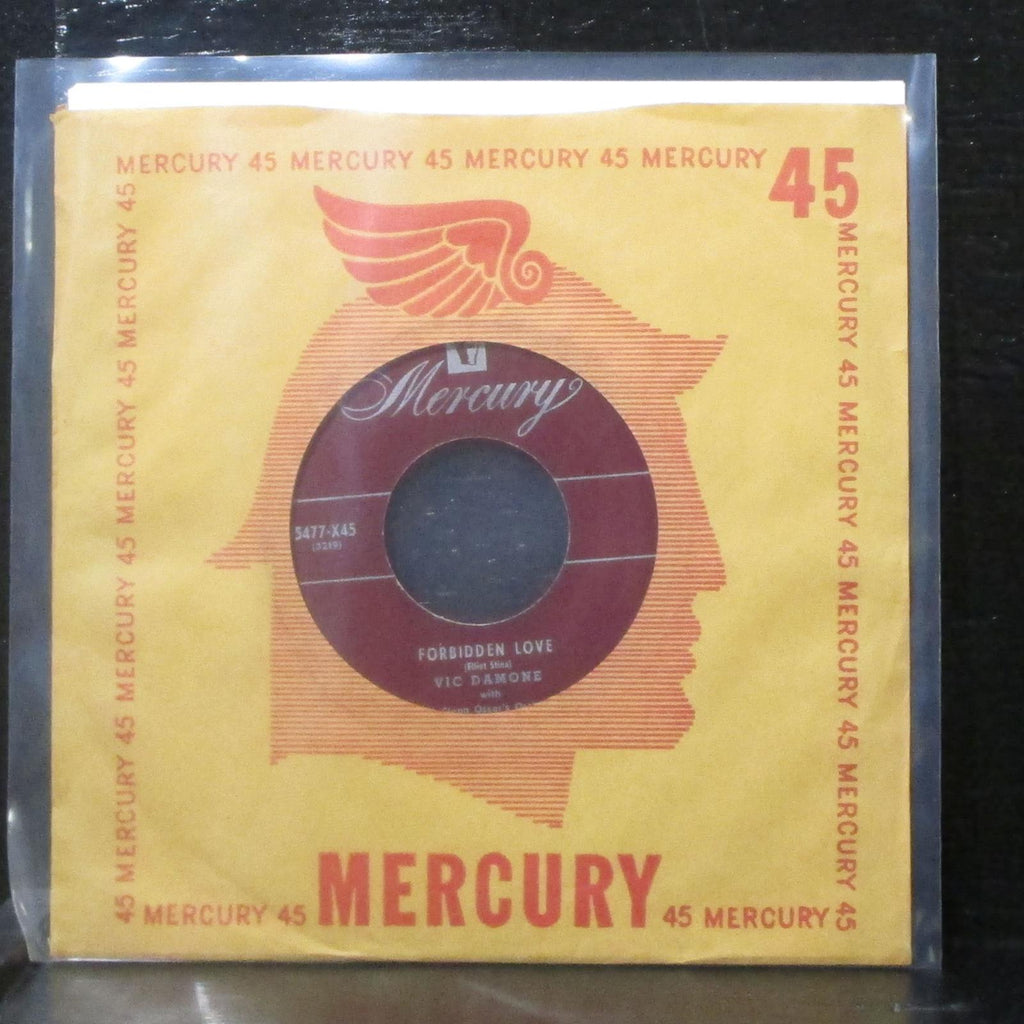 MERCURY 45 MERCURY 45 MERCURY 45 MERCURY
45
MERCURY 45 MERCURY 45 MERCURY 45 MERCURY 45
45 MERCURY 45 MERCURY 45 MERCURY 45 MERCURY 45
Mercury
5477-X45
FORBIDDEN LOVE
VIC DAMONE
with
MERCURY 45
MERCURY
45 MERCURY